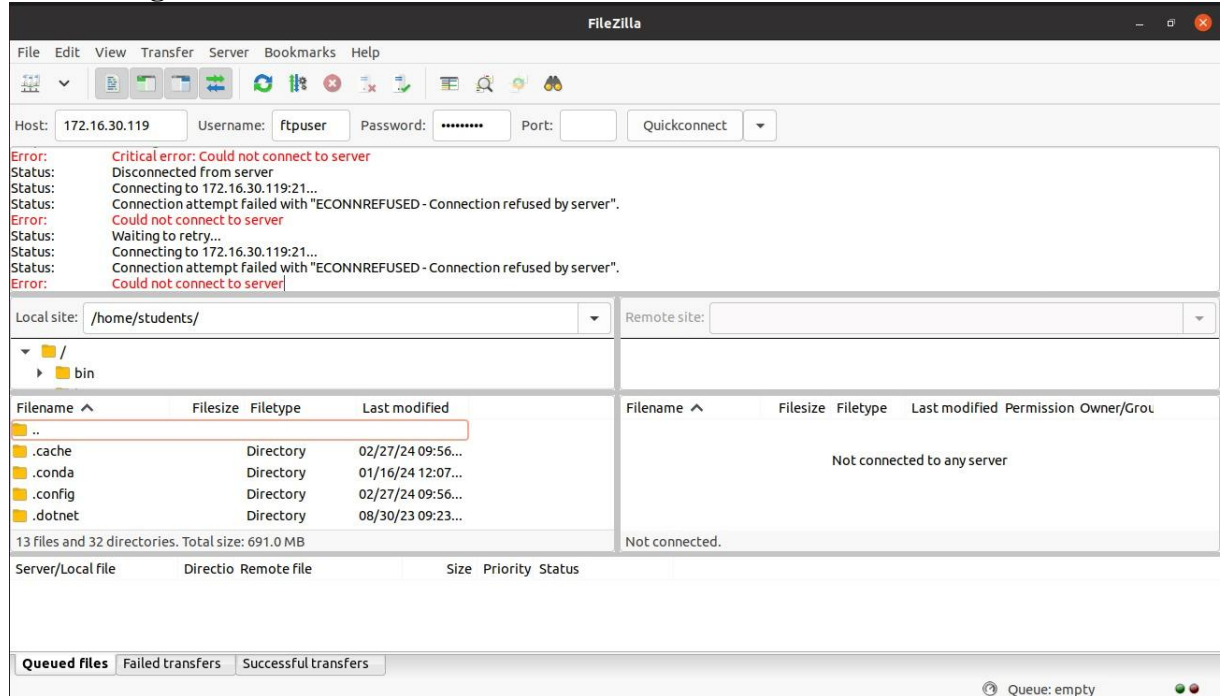 FileZilla
File Edit View Transfer Server Bookmarks Help
Host: 172.16.30.119 Username: ftpuser Password: ••••••••• Port: Quickconnect
Error: Critical error: Could not connect to server
Status: Disconnected from server
Status: Connecting to 172.16.30.119:21...
Status: Connection attempt failed with "ECONNREFUSED - Connection refused by server".
Error: Could not connect to server
Status: Waiting to retry...
Status: Connecting to 172.16.30.119:21...
Status: Connection attempt failed with "ECONNREFUSED - Connection refused by server".
Error: Could not connect to server
Local site: /home/students/ Remote site:
/
bin
Filename Filesize Filetype Last modified Filename Filesize Filetype Last modified Permission Owner/Grou
..
.cache Directory 02/27/24 09:56...
Not connected to any server
.conda Directory 01/16/24 12:07...
.config Directory 02/27/24 09:56...
.dotnet Directory 08/30/23 09:23...
13 files and 32 directories. Total size: 691.0 MB Not connected.
Server/Local file Directio Remote file Size Priority Status
Queued files Failed transfers Successful transfers
Queue: empty